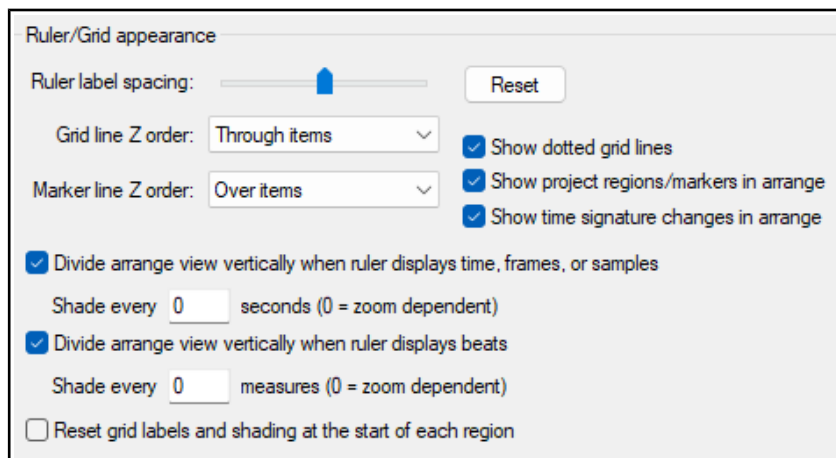 Ruler/Grid appearance
Ruler label spacing: Reset
Grid line Z order: Through items
Show dotted grid lines
Show project regions/markers in arrange
Marker line Z order: Over items
Show time signature changes in arrange
Divide arrange view vertically when ruler displays time, frames, or samples
Shade every 0 seconds (0 = zoom dependent)
Divide arrange view vertically when ruler displays beats
Shade every 0 measures (0 = zoom dependent)
Reset grid labels and shading at the start of each region